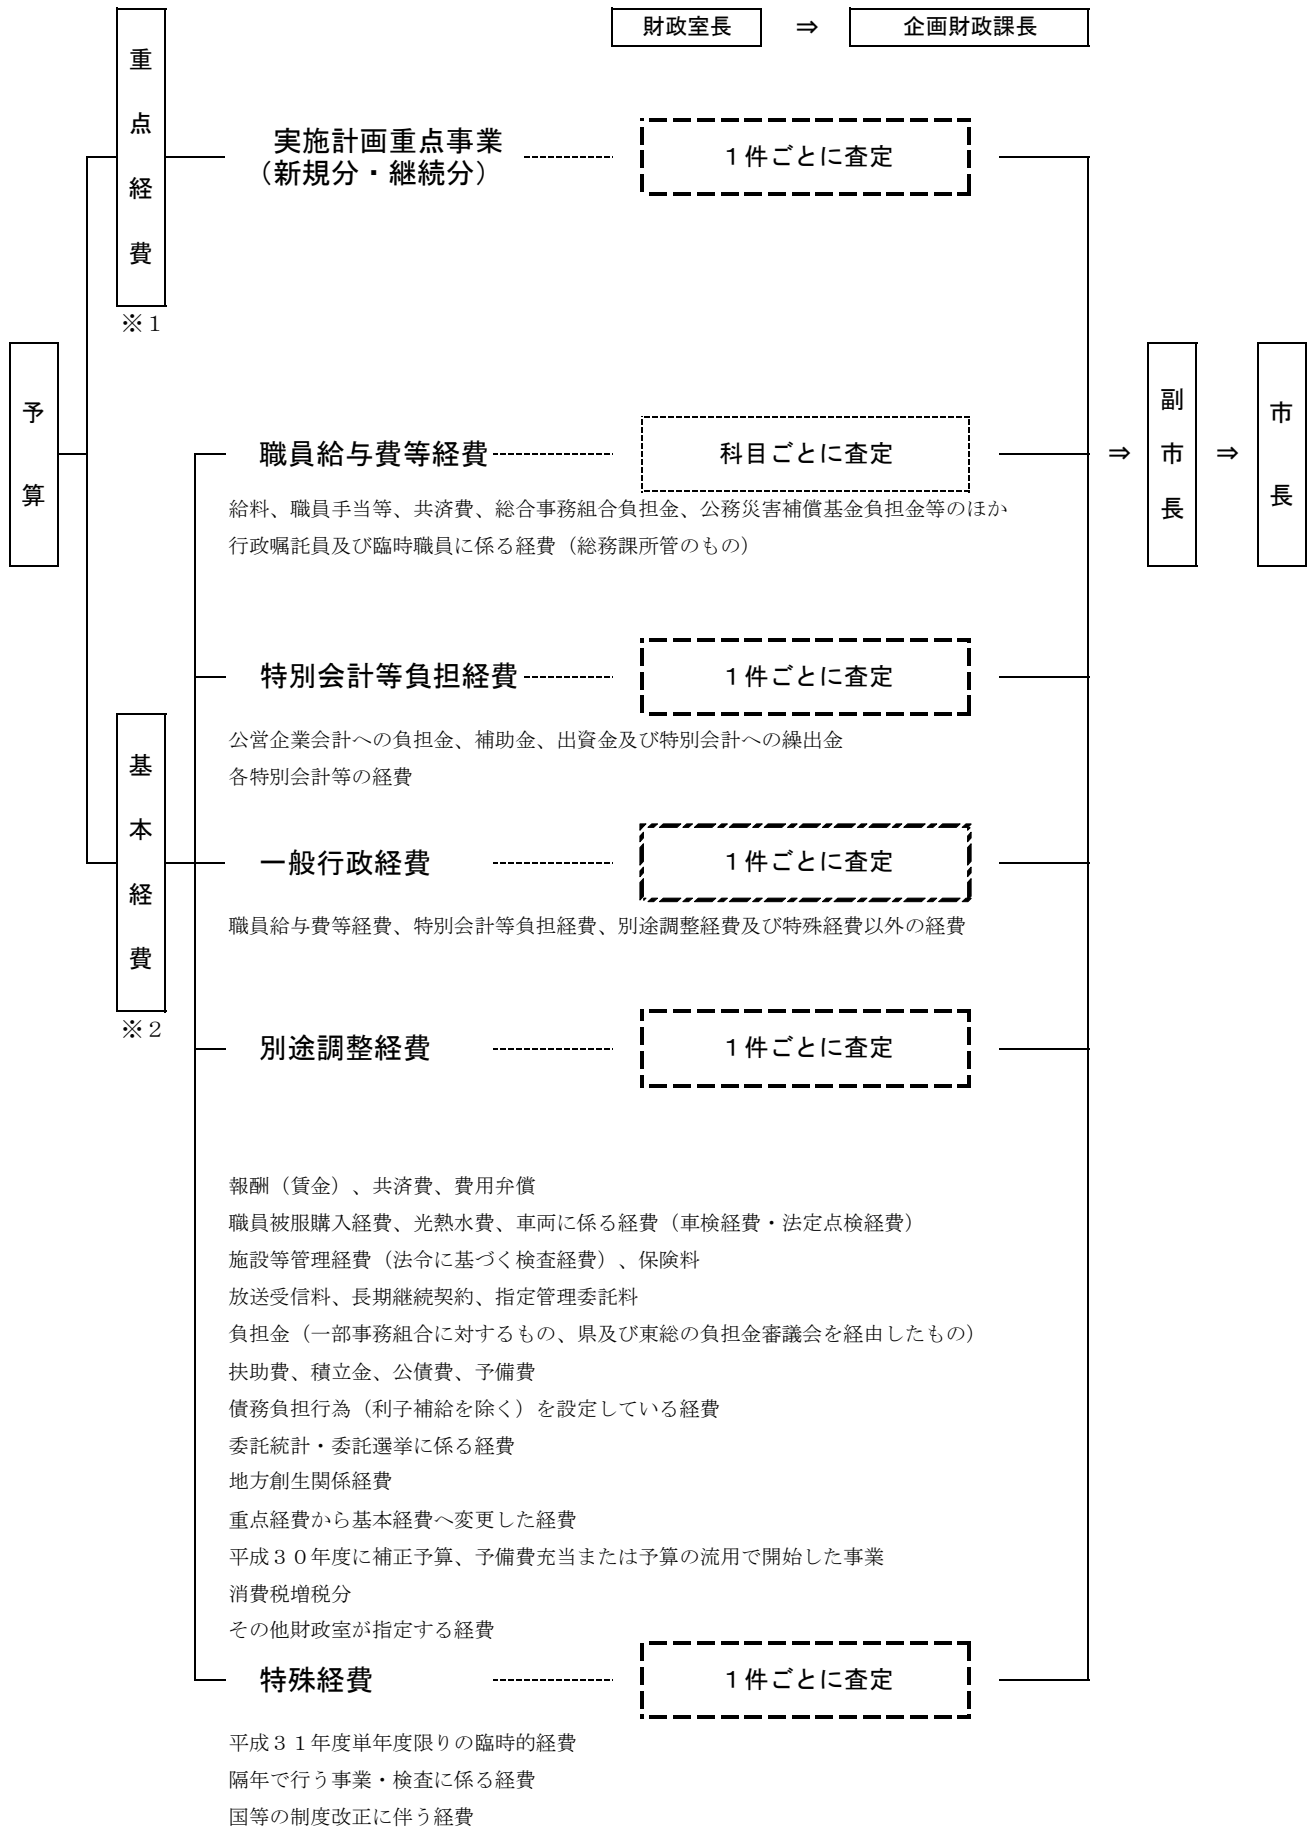 財政室長 ⇒ 企画財政課長
重点経費
※１
実施計画重点事業
（新規分・継続分）
１件ごとに査定
予算
職員給与費等経費
科目ごとに査定
⇒
副市長
⇒
市長
給料、職員手当等、共済費、総合事務組合負担金、公務災害補償基金負担金等のほか
行政嘱託員及び臨時職員に係る経費（総務課所管のもの）
特別会計等負担経費
１件ごとに査定
公営企業会計への負担金、補助金、出資金及び特別会計への繰出金
各特別会計等の経費
基本経費
※２
一般行政経費
１件ごとに査定
職員給与費等経費、特別会計等負担経費、別途調整経費及び特殊経費以外の経費
別途調整経費
１件ごとに査定
報酬（賃金）、共済費、費用弁償
職員被服購入経費、光熱水費、車両に係る経費（車検経費・法定点検経費）
施設等管理経費（法令に基づく検査経費）、保険料
放送受信料、長期継続契約、指定管理委託料
負担金（一部事務組合に対するもの、県及び東総の負担金審議会を経由したもの）
扶助費、積立金、公債費、予備費
債務負担行為（利子補給を除く）を設定している経費
委託統計・委託選挙に係る経費
地方創生関係経費
重点経費から基本経費へ変更した経費
平成３０年度に補正予算、予備費充当または予算の流用で開始した事業
消費税増税分
その他財政室が指定する経費
特殊経費
１件ごとに査定
平成３１年度単年度限りの臨時的経費
隔年で行う事業・検査に係る経費
国等の制度改正に伴う経費